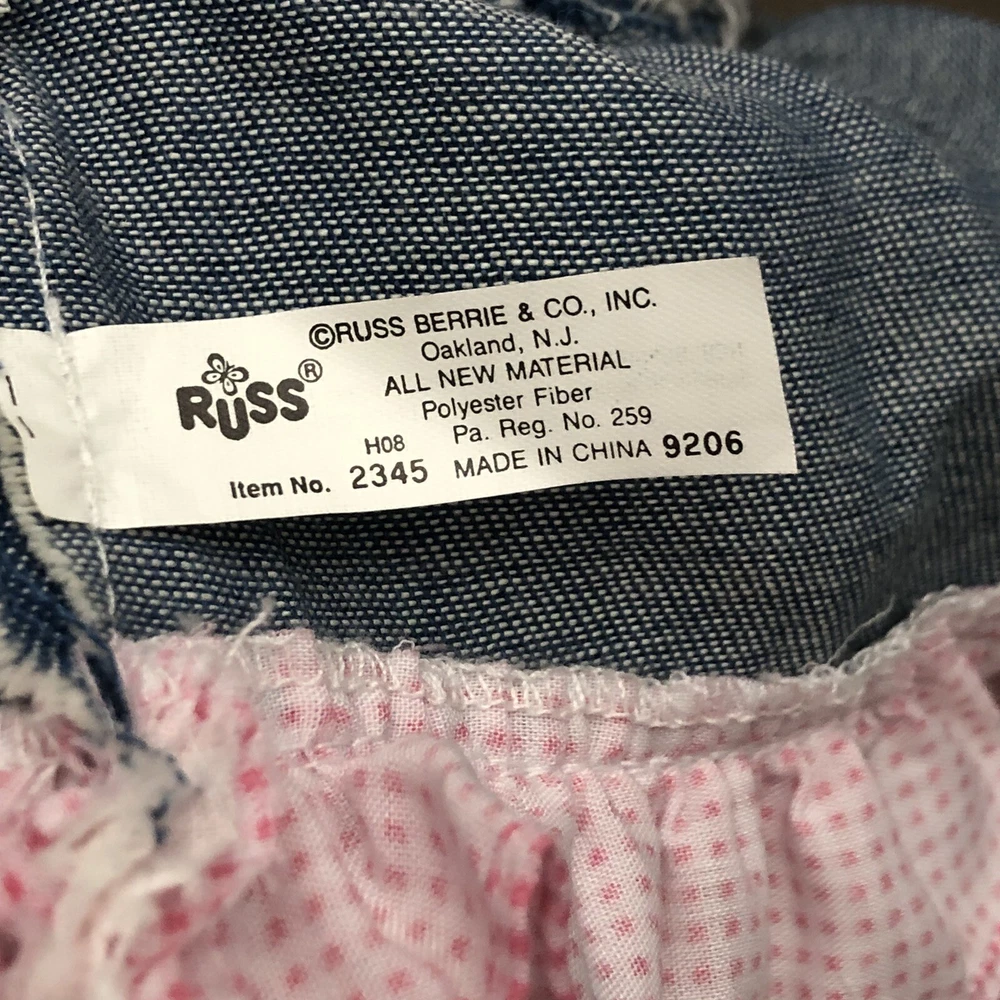 ©RUSS BERRIE & CO., INC.
Oakland, N.J.
RUSS®
ALL NEW MATERIAL
Polyester Fiber
H08 Pa. Reg. No. 259
Item No. 2345 MADE IN CHINA 9206